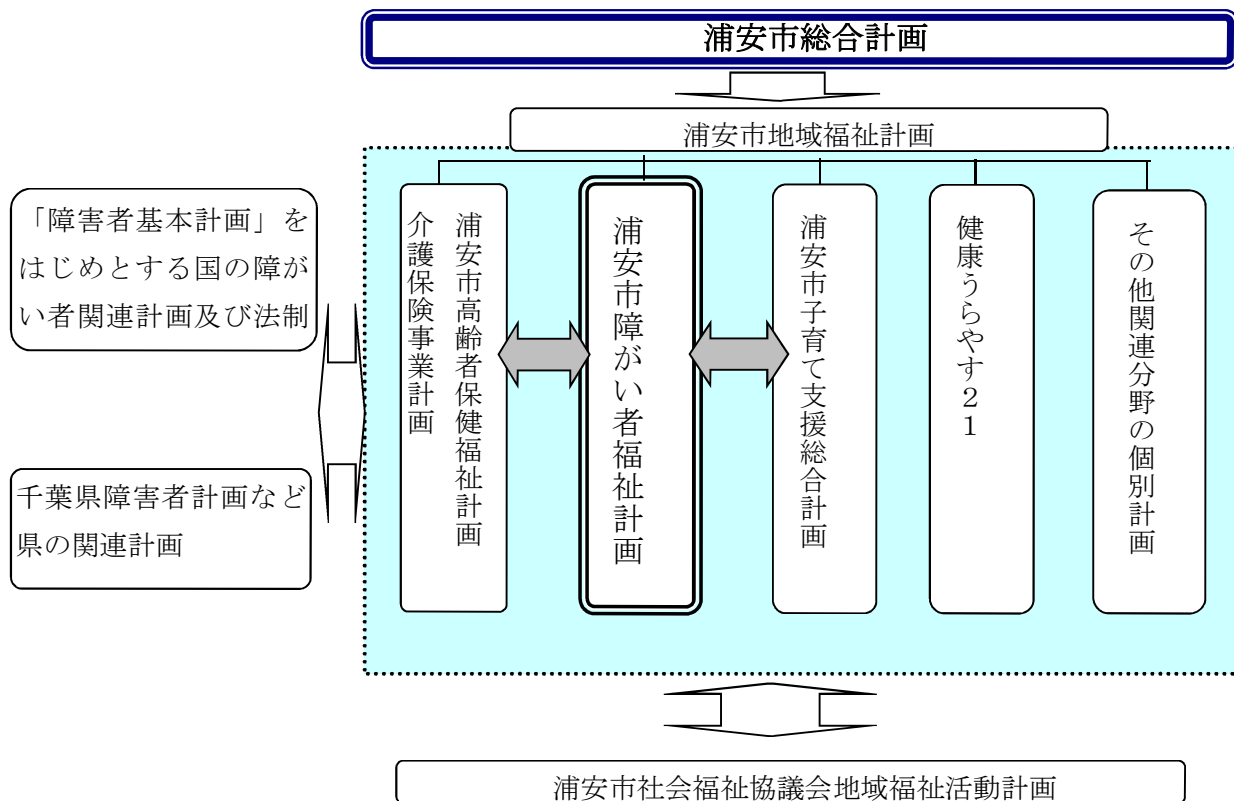 浦安市総合計画
浦安市地域福祉計画
「障害者基本計画」を
はじめとする国の障が
い者関連計画及び法制
千葉県障害者計画など
県の関連計画
浦安市高齢者保健福祉計画
介護保険事業計画
浦安市障がい者福祉計画
浦安市子育て支援総合計画
健康うらやす２１
その他関連分野の個別計画
浦安市社会福祉協議会地域福祉活動計画